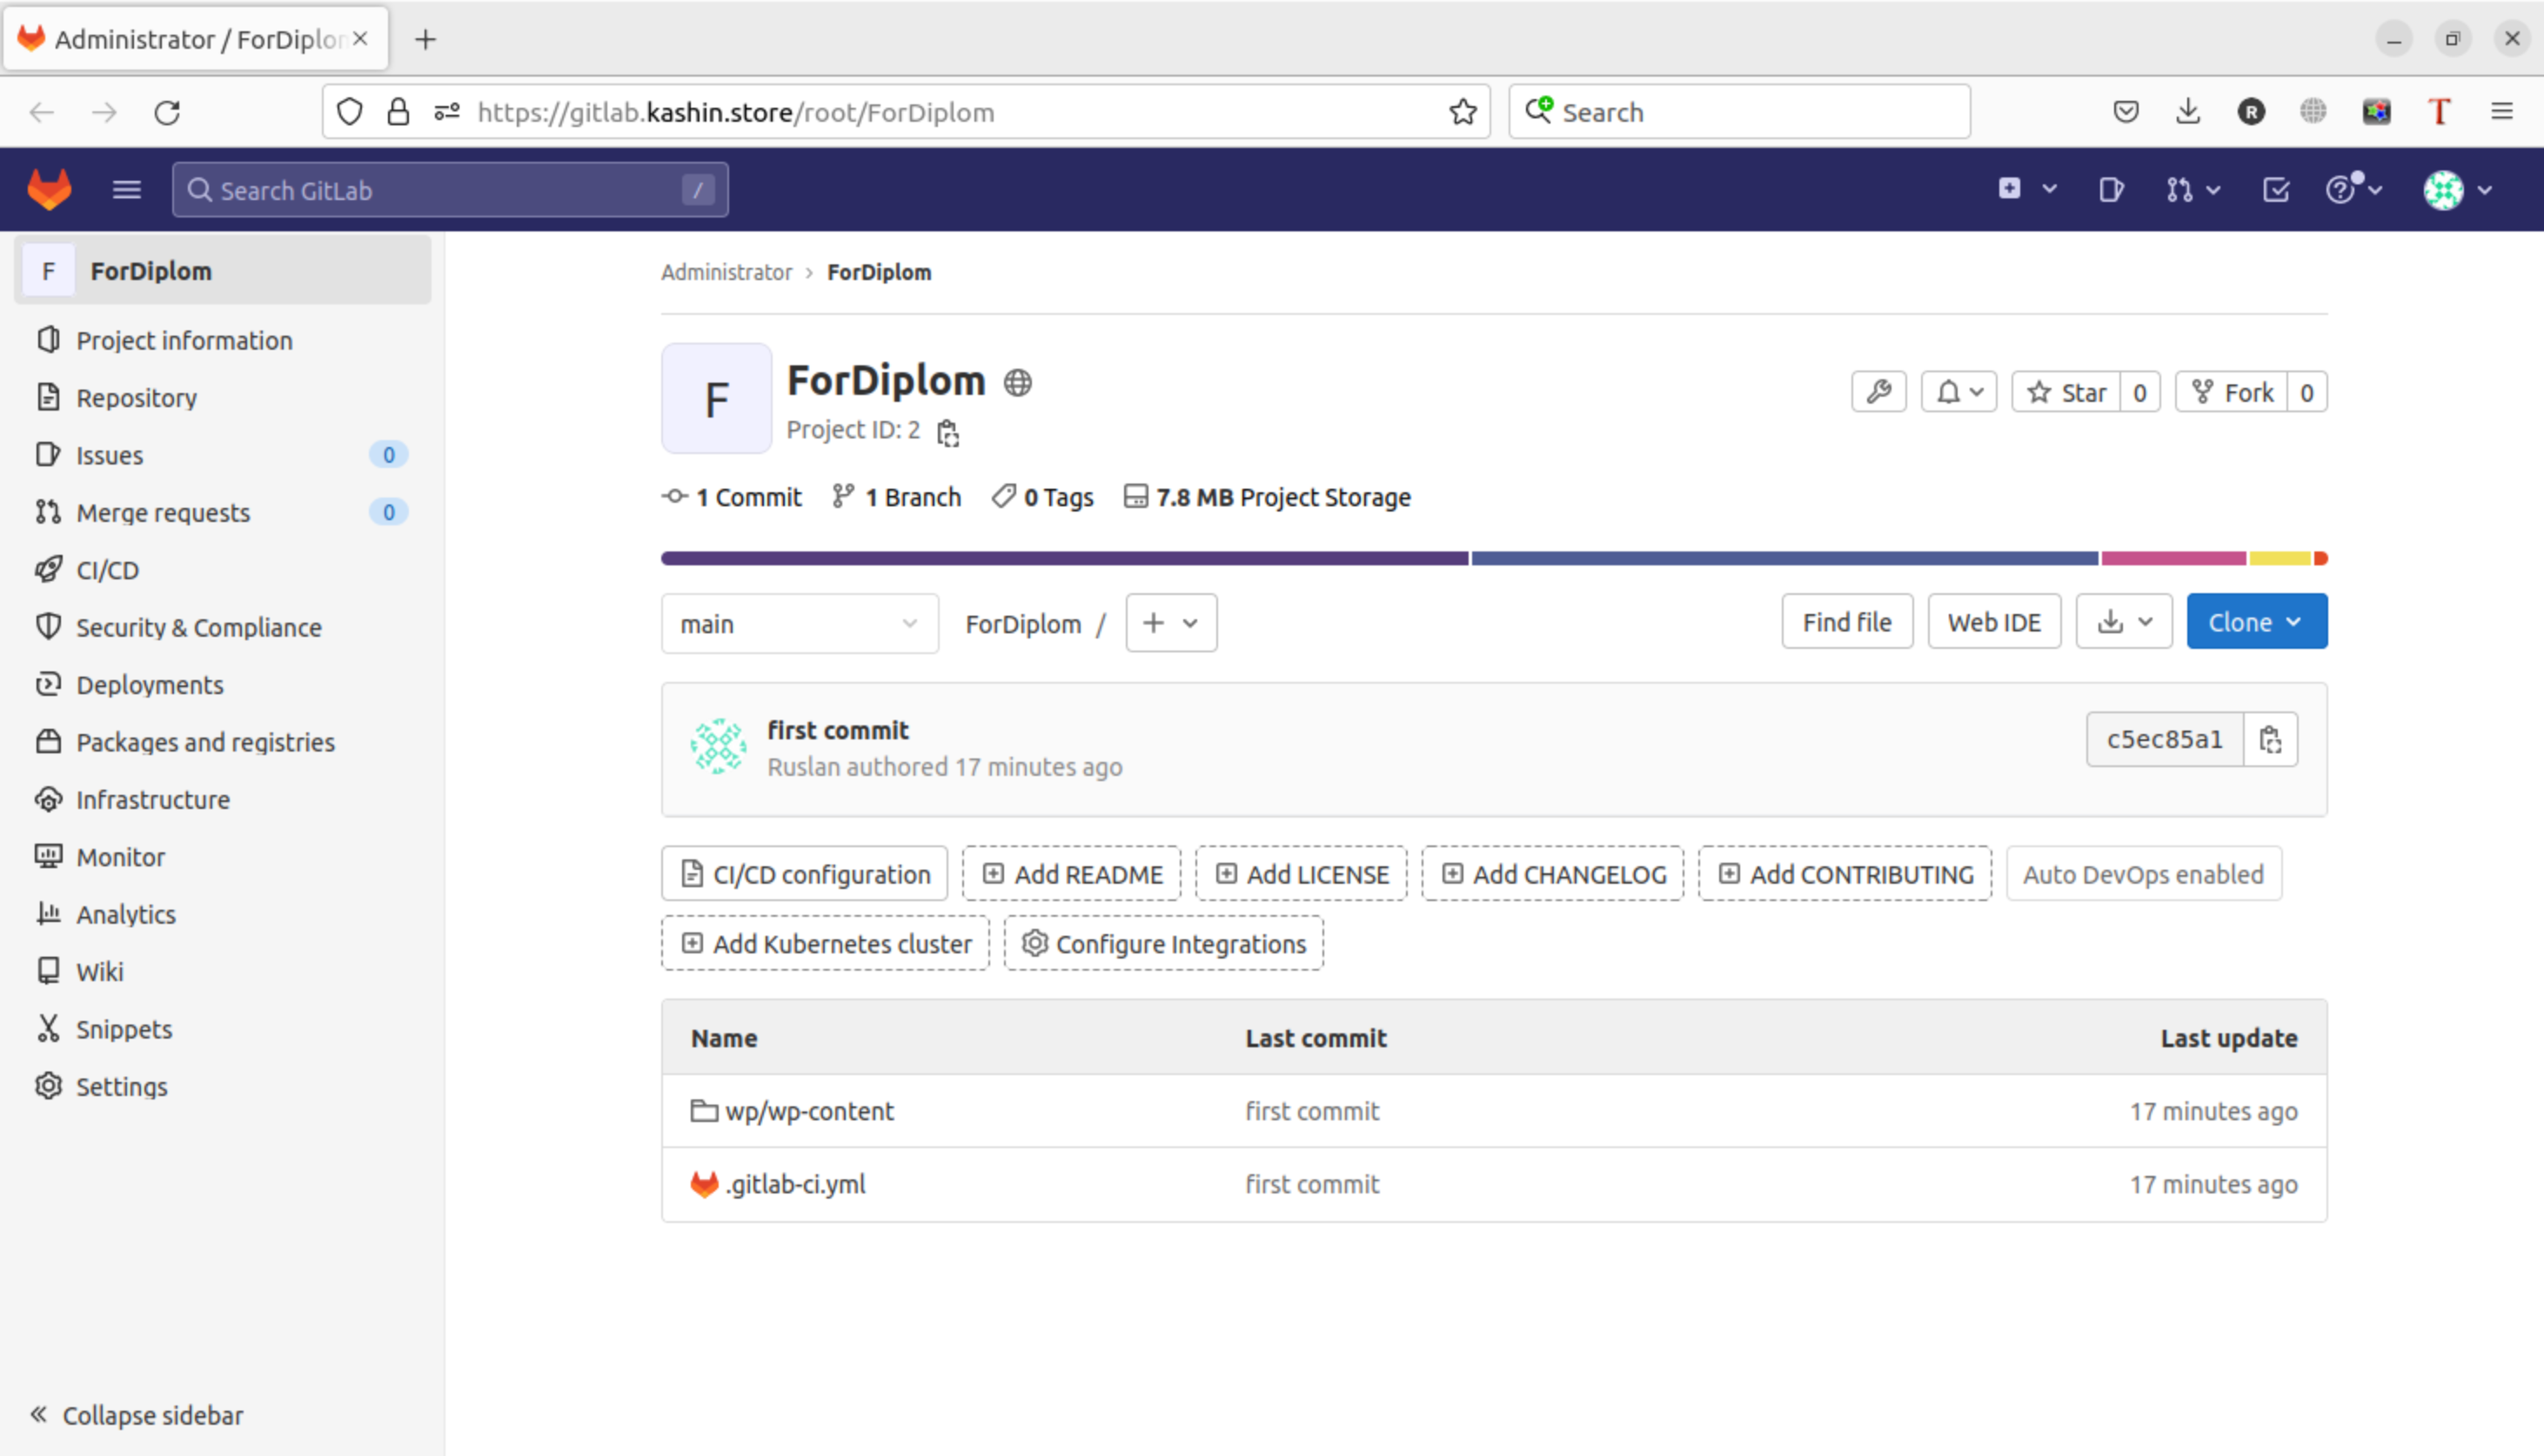 Administrator / ForDiplom
https://gitlab.kashin.store/root/ForDiplom
Search
R
T
Search GitLab
/
F ForDiplom
Project information
Repository
Issues 0
Merge requests 0
CI/CD
Security & Compliance
Deployments
Packages and registries
Infrastructure
Monitor
Analytics
Wiki
Snippets
Settings
Collapse sidebar
Administrator › ForDiplom
F
ForDiplom
Project ID: 2
Star 0
Fork 0
1 Commit 1 Branch 0 Tags 7.8 MB Project Storage
main
ForDiplom /
Find file
Web IDE
Clone
first commit
Ruslan authored 17 minutes ago
c5ec85a1
CI/CD configuration
Add README
Add LICENSE
Add CHANGELOG
Add CONTRIBUTING
Auto DevOps enabled
Add Kubernetes cluster
Configure Integrations
Name Last commit Last update
wp/wp-content first commit 17 minutes ago
.gitlab-ci.yml first commit 17 minutes ago